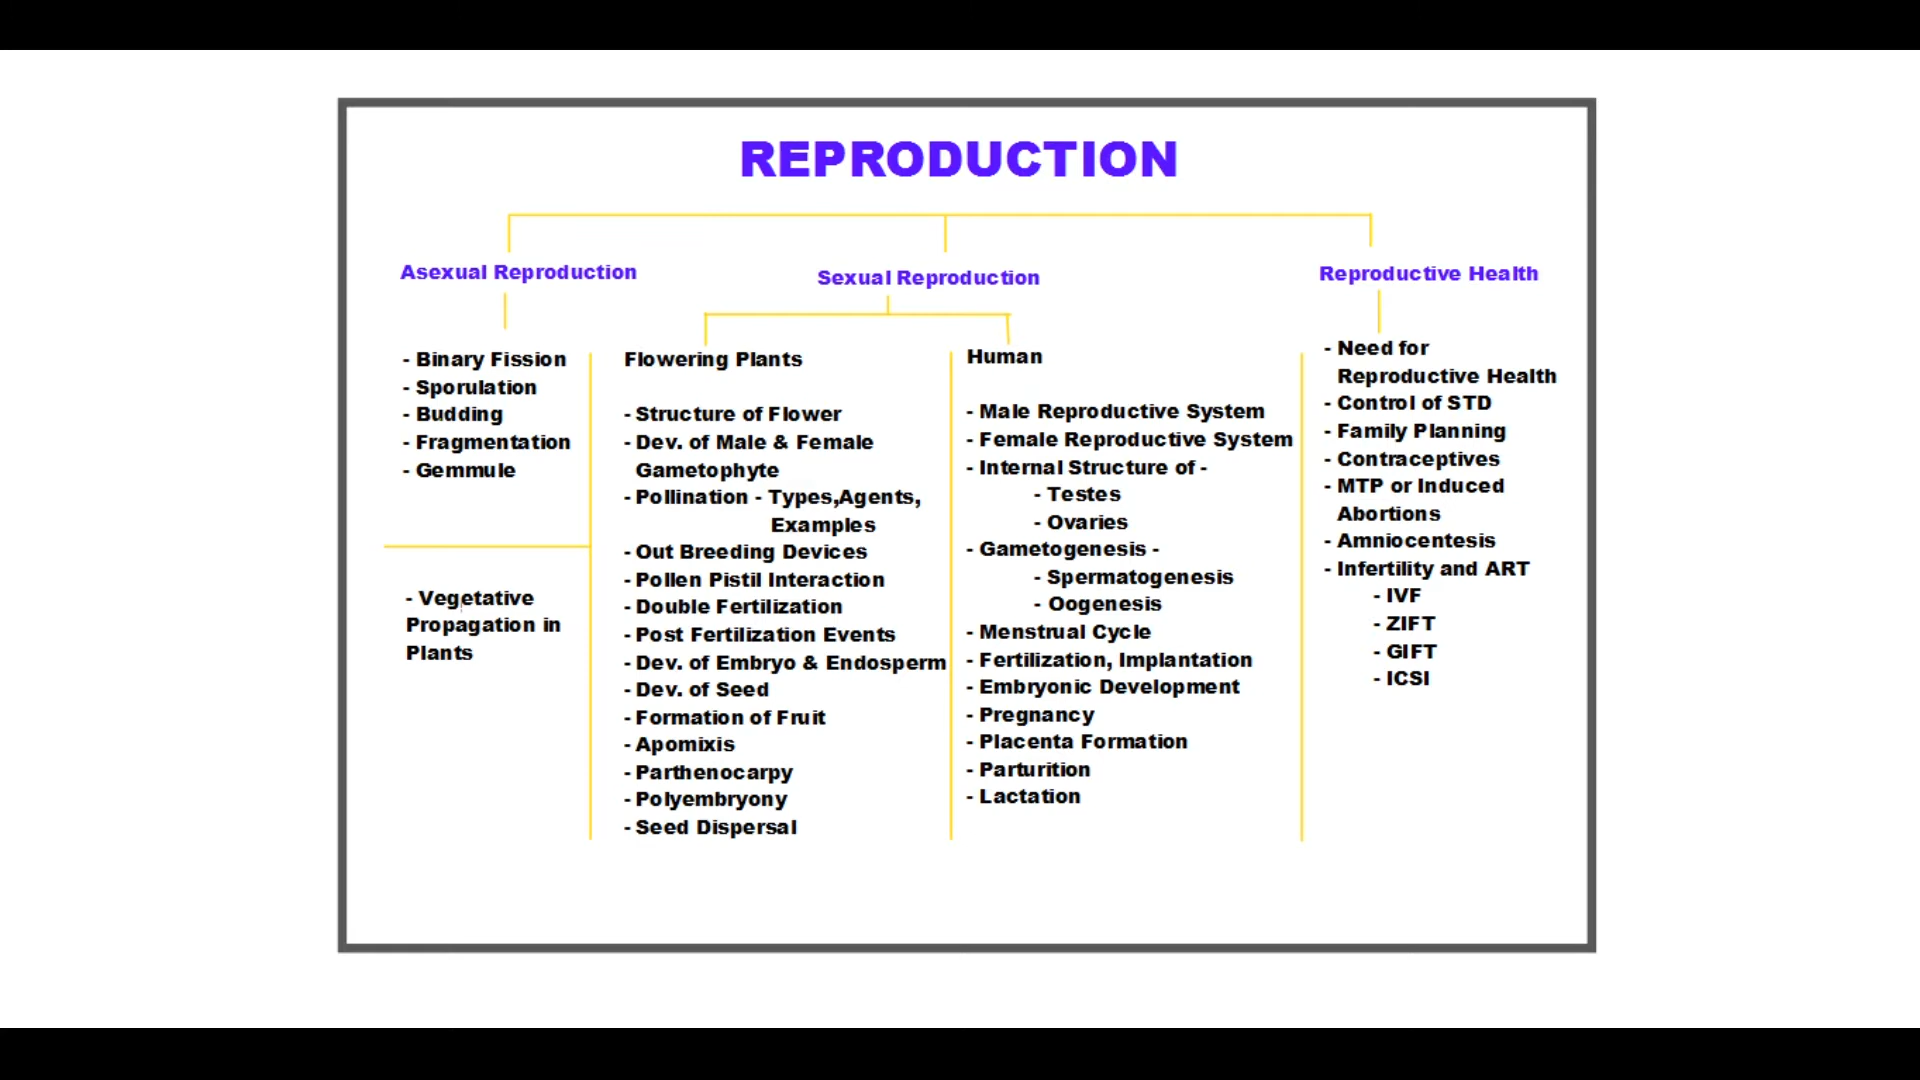 REPRODUCTION
Asexual Reproduction
- Binary Fission
- Sporulation
- Budding
- Fragmentation
- Gemmule
- Vegetative
Propagation in
Plants
Sexual Reproduction
Flowering Plants
- Structure of Flower
- Dev. of Male & Female
Gametophyte
- Pollination - Types,Agents,
Examples
- Out Breeding Devices
- Pollen Pistil Interaction
- Double Fertilization
- Post Fertilization Events
- Dev. of Embryo & Endosperm
- Dev. of Seed
- Formation of Fruit
- Apomixis
- Parthenocarpy
- Polyembryony
- Seed Dispersal
Human
- Male Reproductive System
- Female Reproductive System
- Internal Structure of -
- Testes
- Ovaries
- Gametogenesis -
- Spermatogenesis
- Oogenesis
- Menstrual Cycle
- Fertilization, Implantation
- Embryonic Development
- Pregnancy
- Placenta Formation
- Parturition
- Lactation
Reproductive Health
- Need for
Reproductive Health
- Control of STD
- Family Planning
- Contraceptives
- MTP or Induced
Abortions
- Amniocentesis
- Infertility and ART
- IVF
- ZIFT
- GIFT
- ICSI